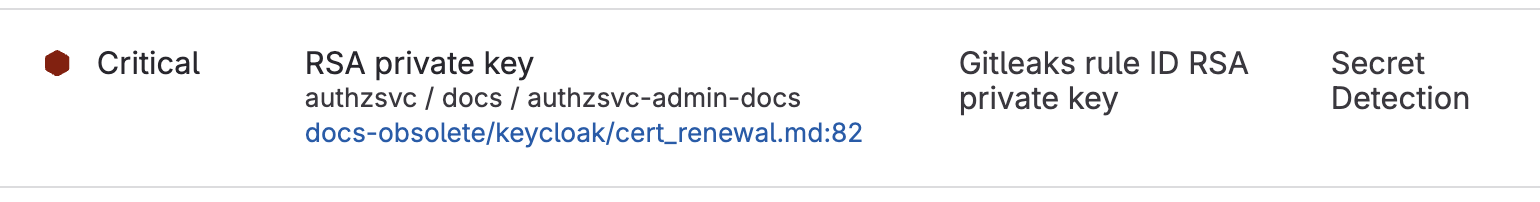 Critical
RSA private key
authzsvc / docs / authzsvc-admin-docs
docs-obsolete/keycloak/cert_renewal.md:82
Gitleaks rule ID RSA
private key
Secret
Detection